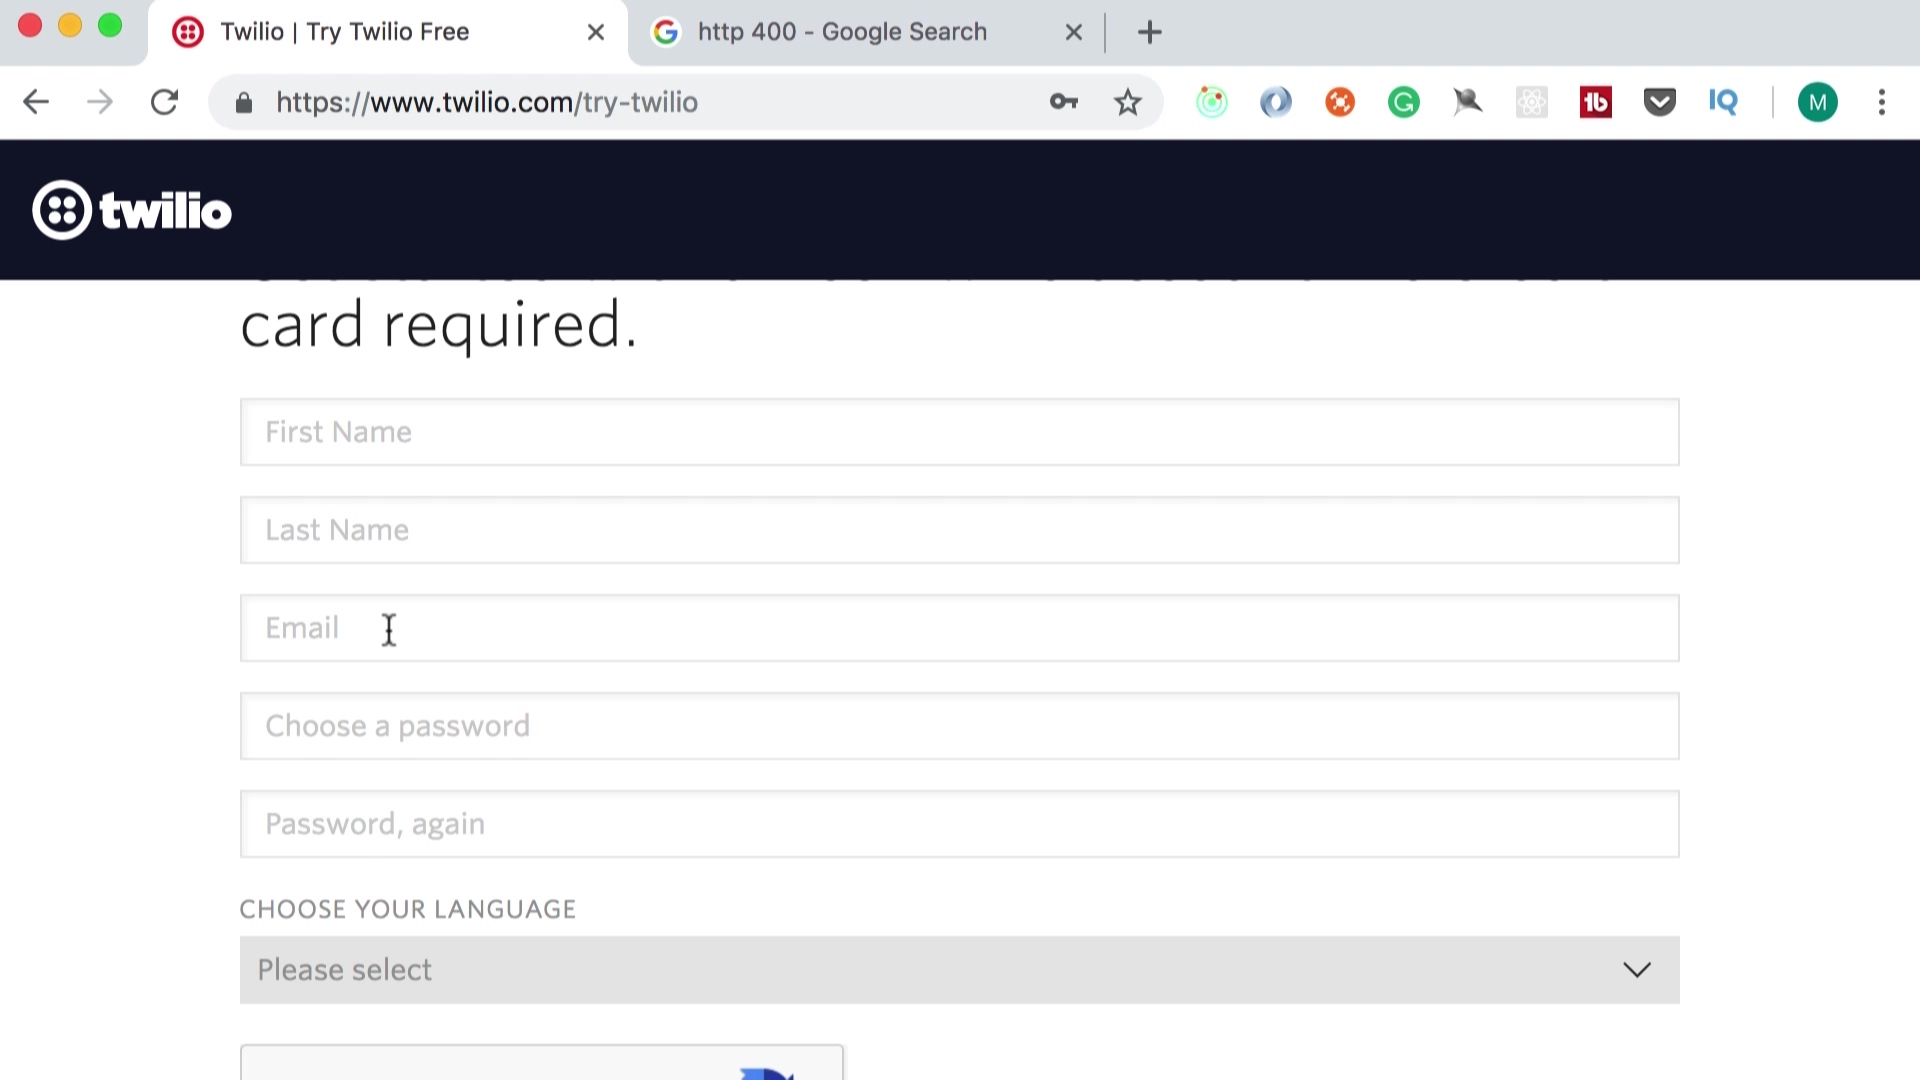 Twilio | Try Twilio Free
http 400 - Google Search
https://www.twilio.com/try-twilio
IQ
M
twilio
card required.
First Name
Last Name
Email
Choose a password
Password, again
CHOOSE YOUR LANGUAGE
Please select